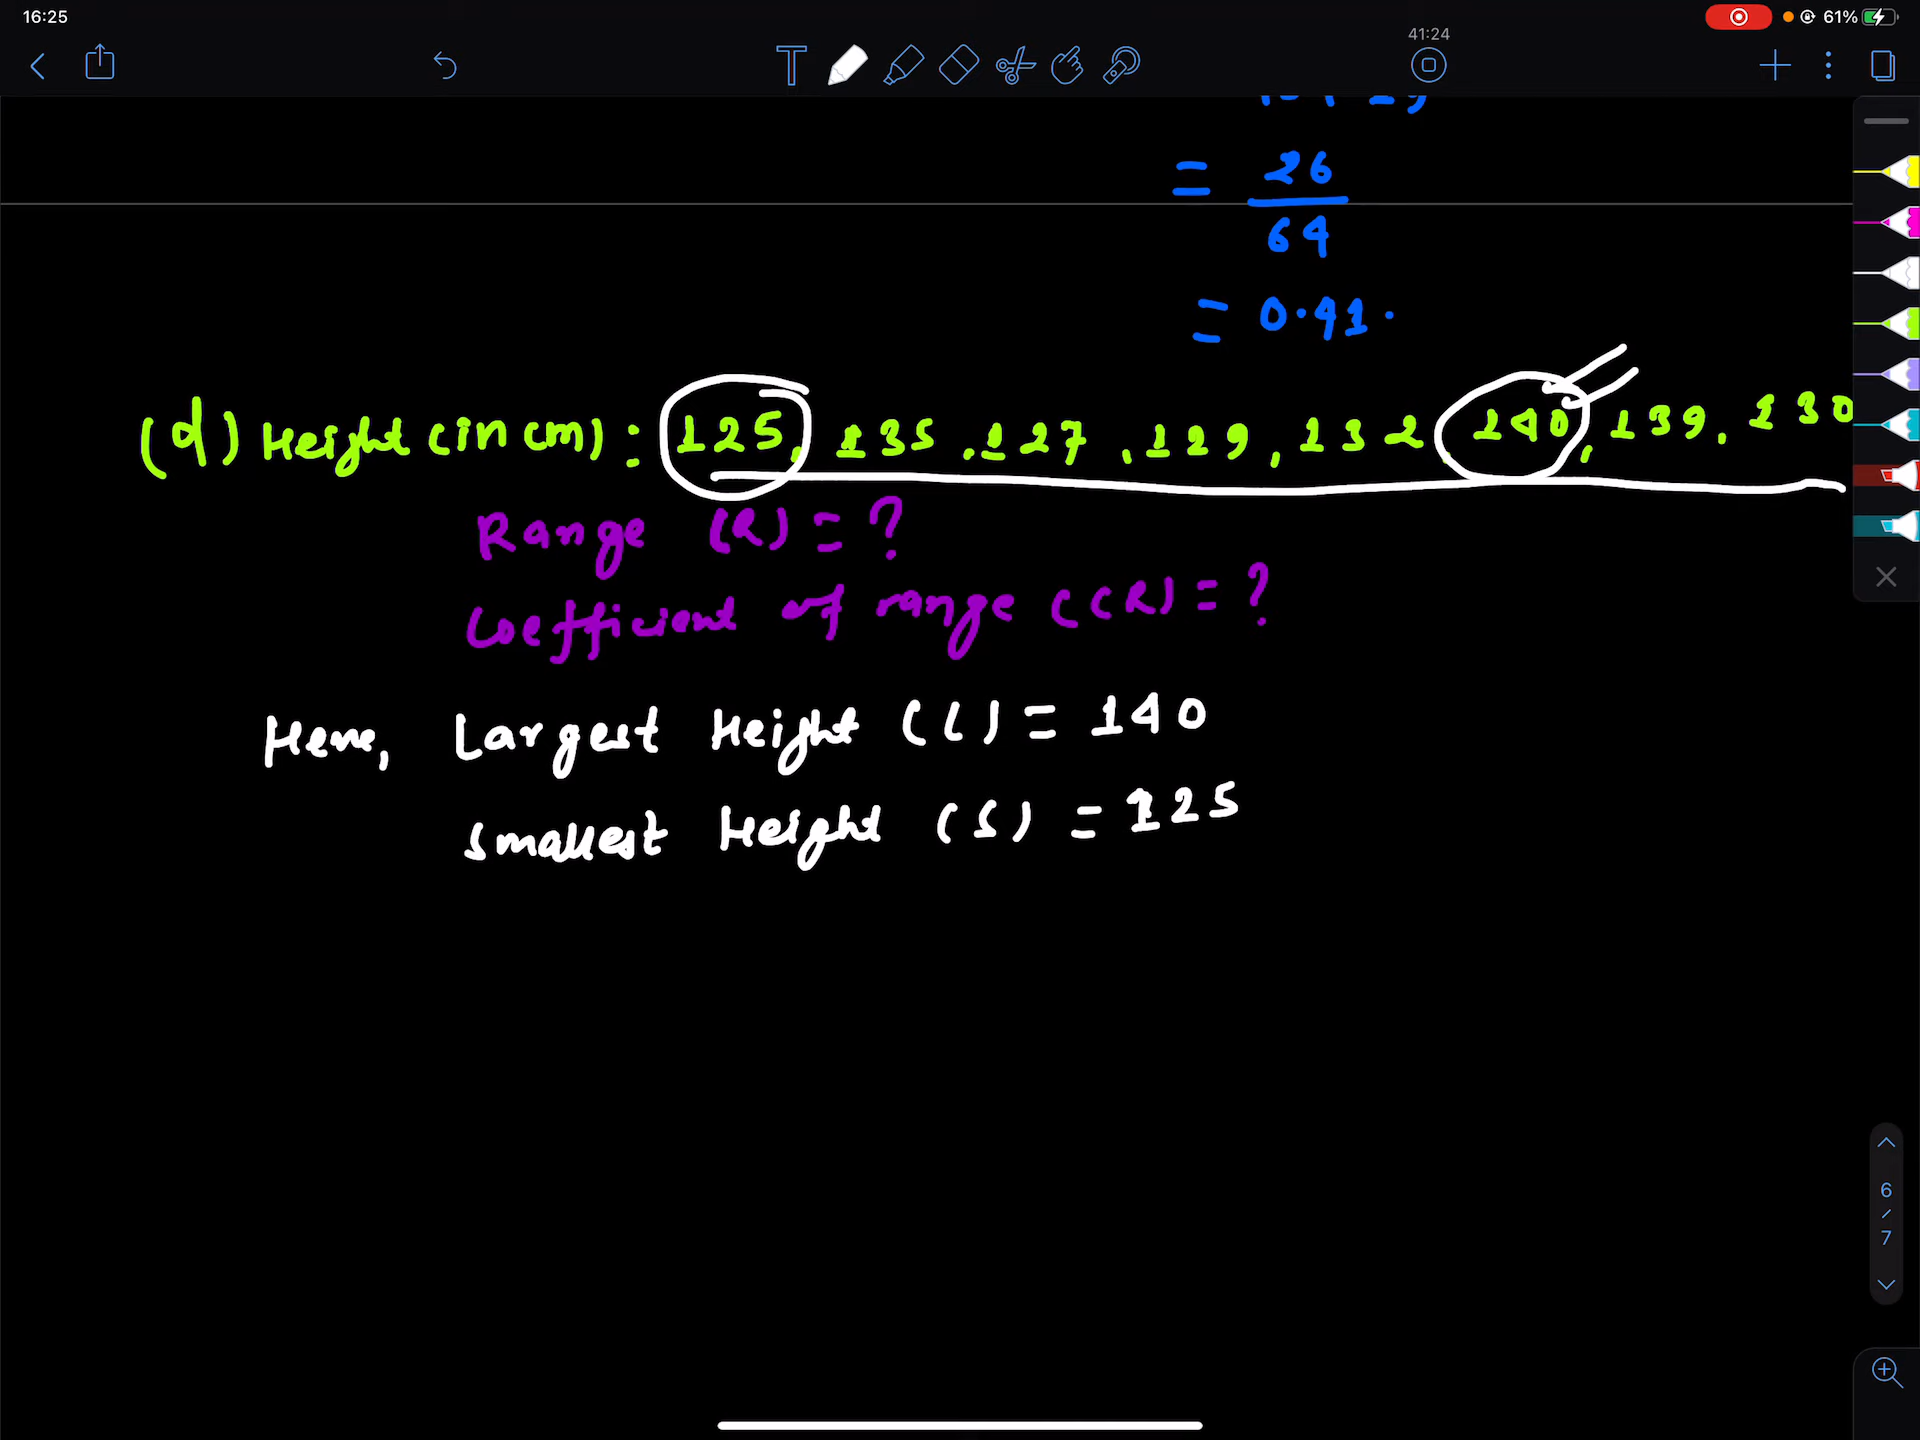 16:25
61%
41:24
= 26
64
= 0.41.
(d) Height (in cm) : 125, 135, 127, 129, 132, 140, 139, 130
Range (R) = ?
Coefficient of range (CR) = ?
Here, Largest Height (L) = 140
Smallest Height (S) = 125
6
/
7